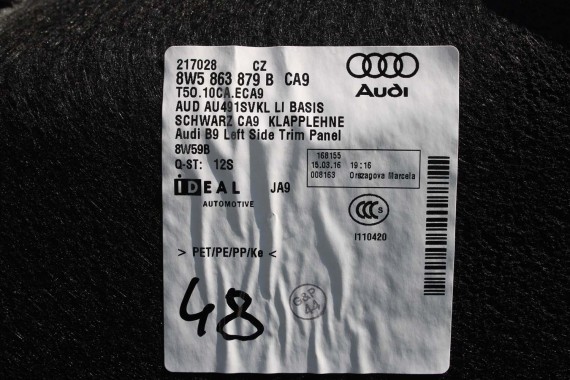 217028 CZ
8W5 863 879 B CA9
T50.10CA.ECA9
AUD AU491SVKL LI BASIS
SCHWARZ CA9 KLAPPLEHNE
Audi B9 Left Side Trim Panel
8W59B
Q-ST: 12S
IDEAL JA9
AUTOMOTIVE
> PET/PE/PP/Ke <
48
Audi
168155
15.03.16 19:16
008163 Orszagova Marcela
CCC S
I110420
G&P
44